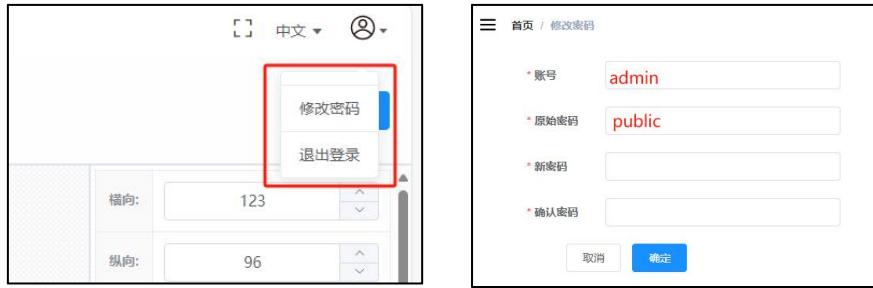 中文
修改密码
退出登录
横向: 123
纵向: 96
首页 / 修改密码
* 账号 admin
* 原始密码 public
* 新密码
* 确认密码
取消 确定